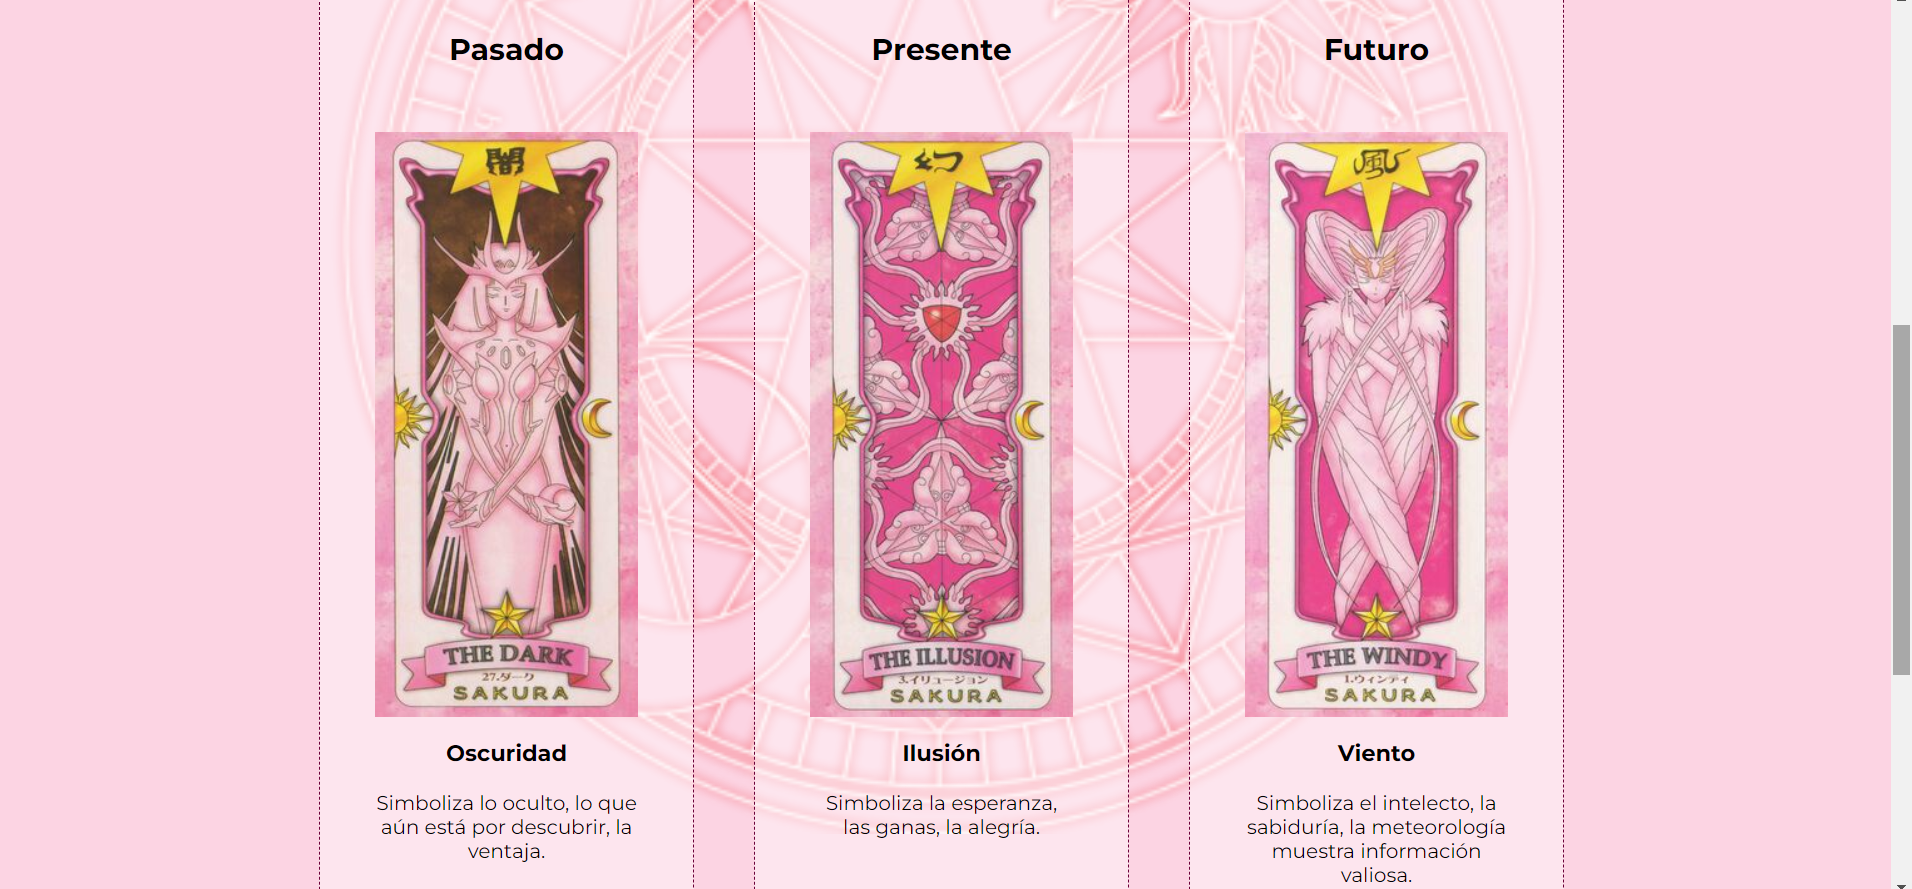 Pasado
Presente
Futuro
闇
THE DARK
27.ダーク
SAKURA
幻
THE ILLUSION
3.イリュージョン
SAKURA
風
THE WINDY
1.ウィンディ
SAKURA
Oscuridad
Simboliza lo oculto, lo que
aún está por descubrir, la
ventaja.
Ilusión
Simboliza la esperanza,
las ganas, la alegría.
Viento
Simboliza el intelecto, la
sabiduría, la meteorología
muestra información
valiosa.